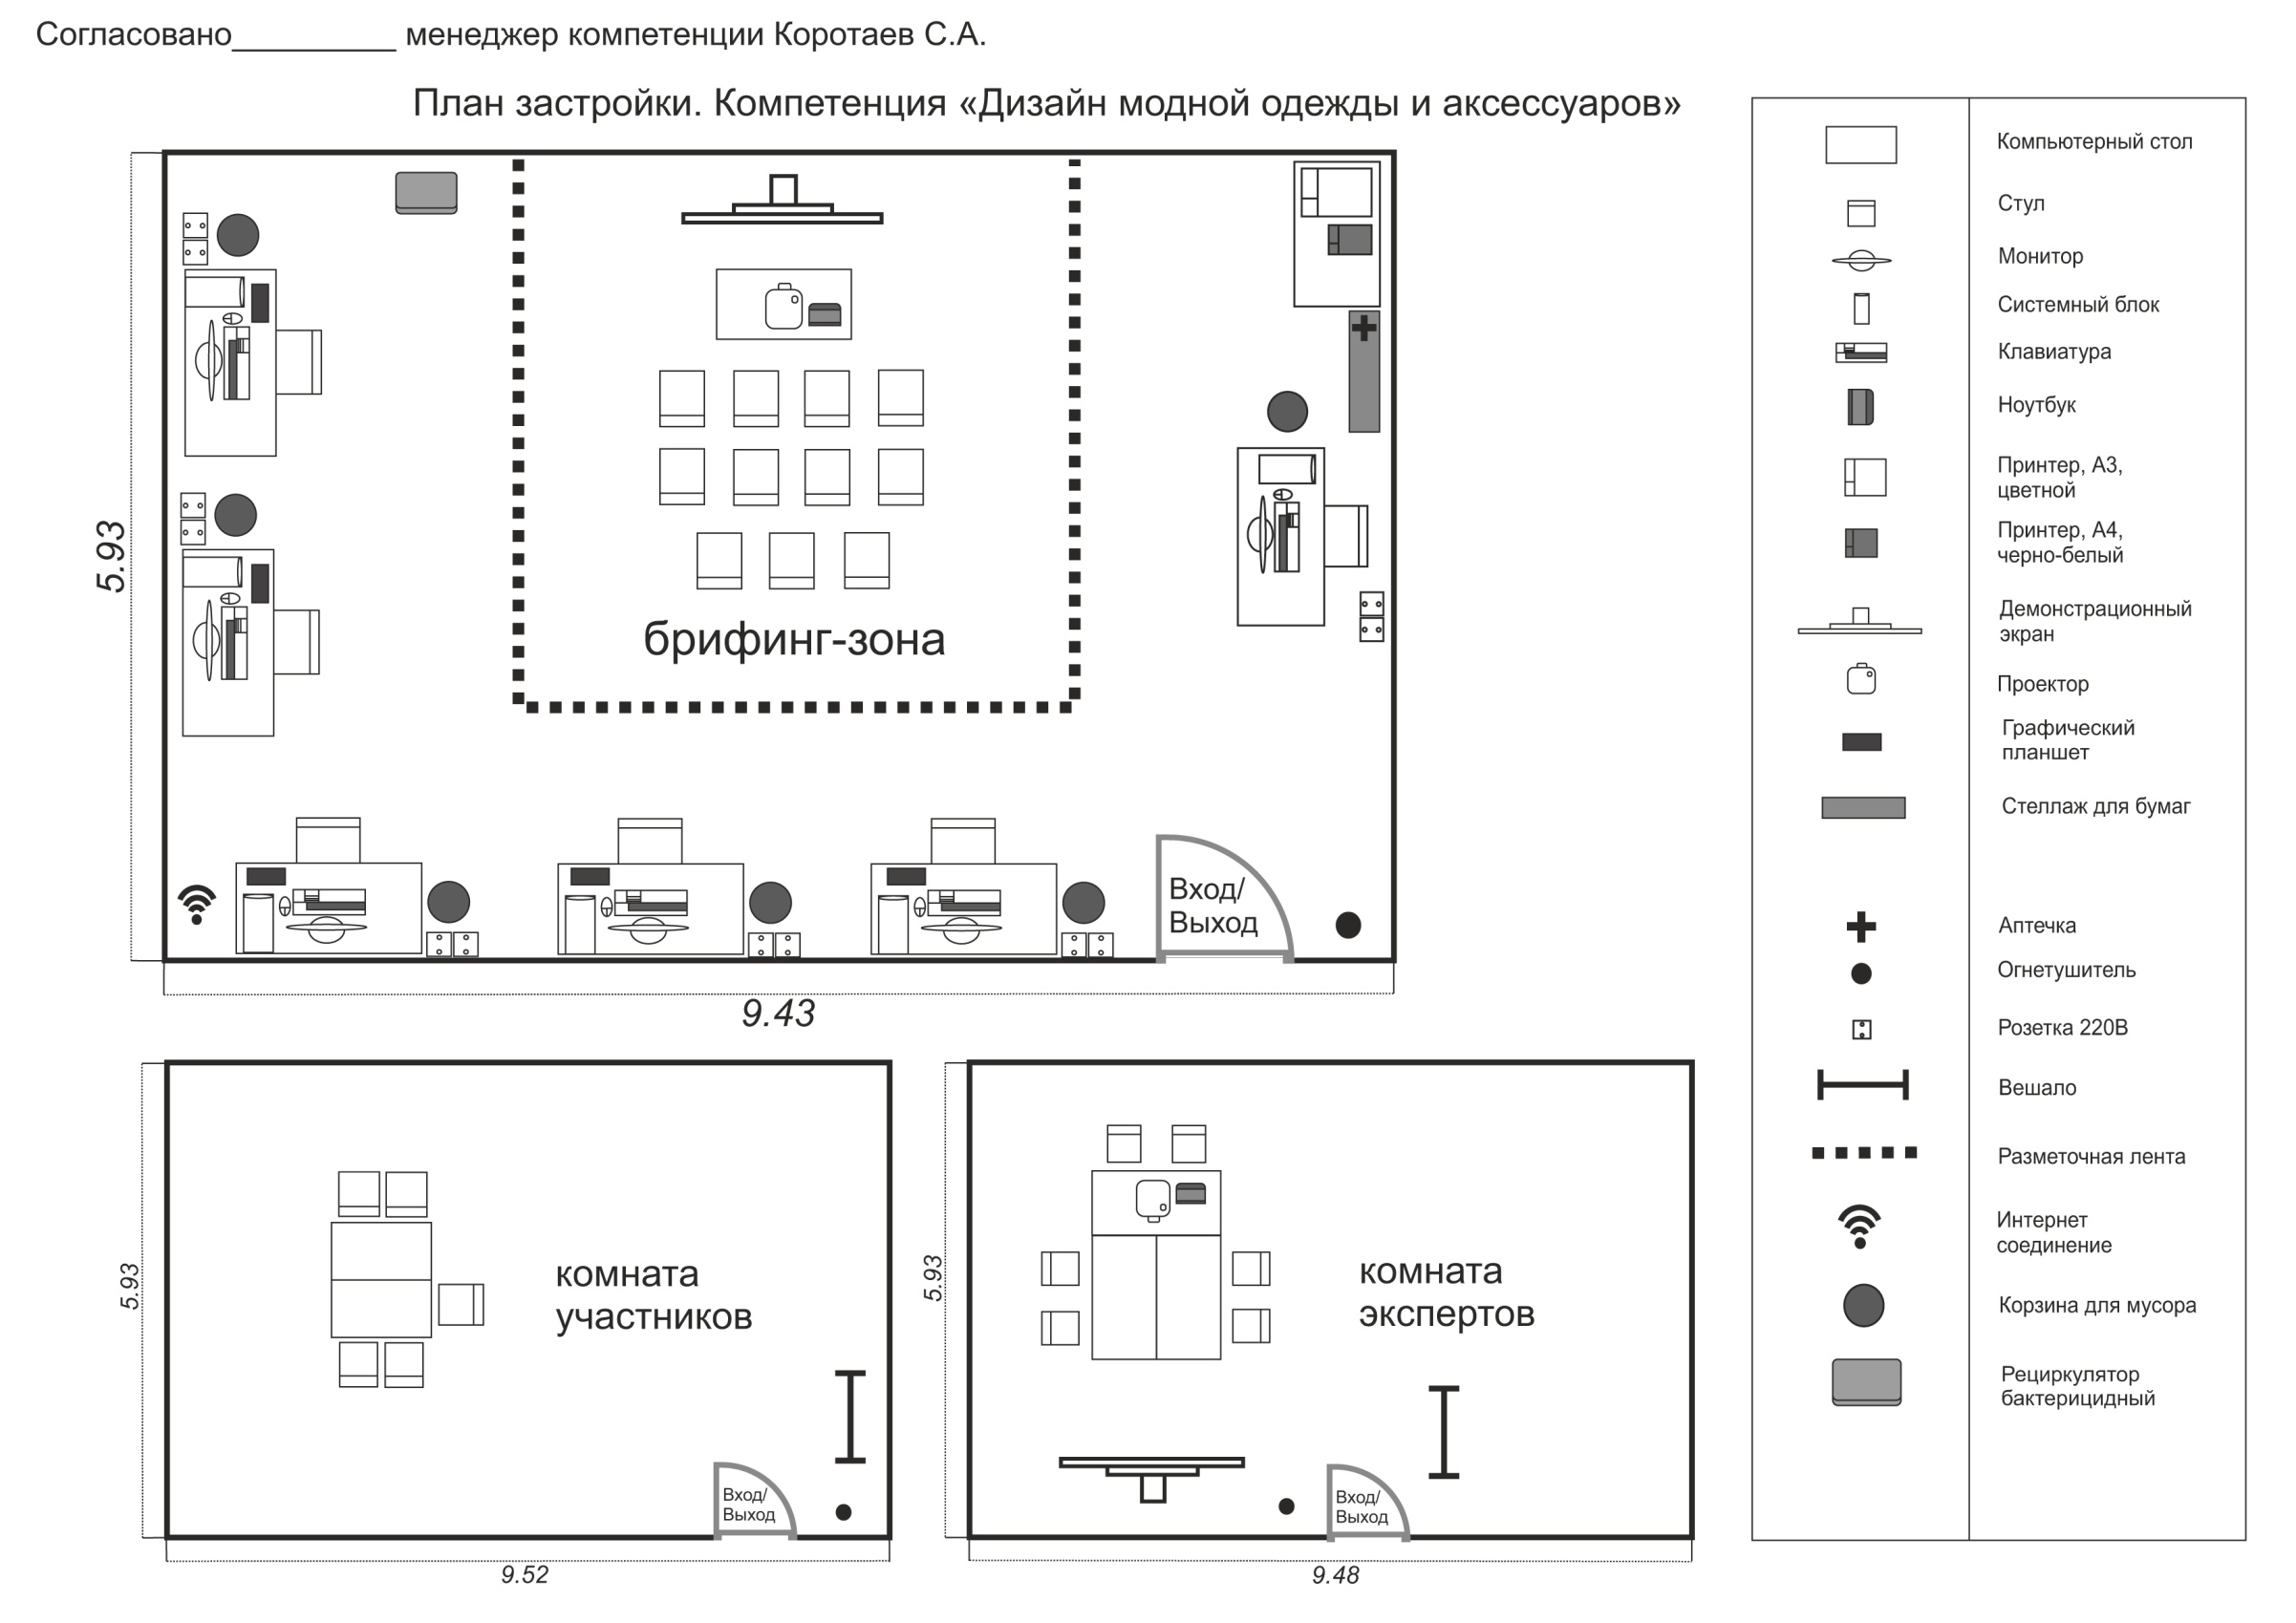 Согласовано__________ менеджер компетенции Коротаев С.А.
План застройки. Компетенция «Дизайн модной одежды и аксессуаров»
5.93
брифинг-зона
Вход/
Выход
9.43
5.93
комната
участников
Вход/
Выход
9.52
5.93
комната
экспертов
Вход/
Выход
9.48
Компьютерный стол
Стул
Монитор
Системный блок
Клавиатура
Ноутбук
Принтер, А3,
цветной
Принтер, А4,
черно-белый
Демонстрационный
экран
Проектор
Графический
планшет
Стеллаж для бумаг
Аптечка
Огнетушитель
Розетка 220В
Вешало
Разметочная лента
Интернет
соединение
Корзина для мусора
Рециркулятор
бактерицидный